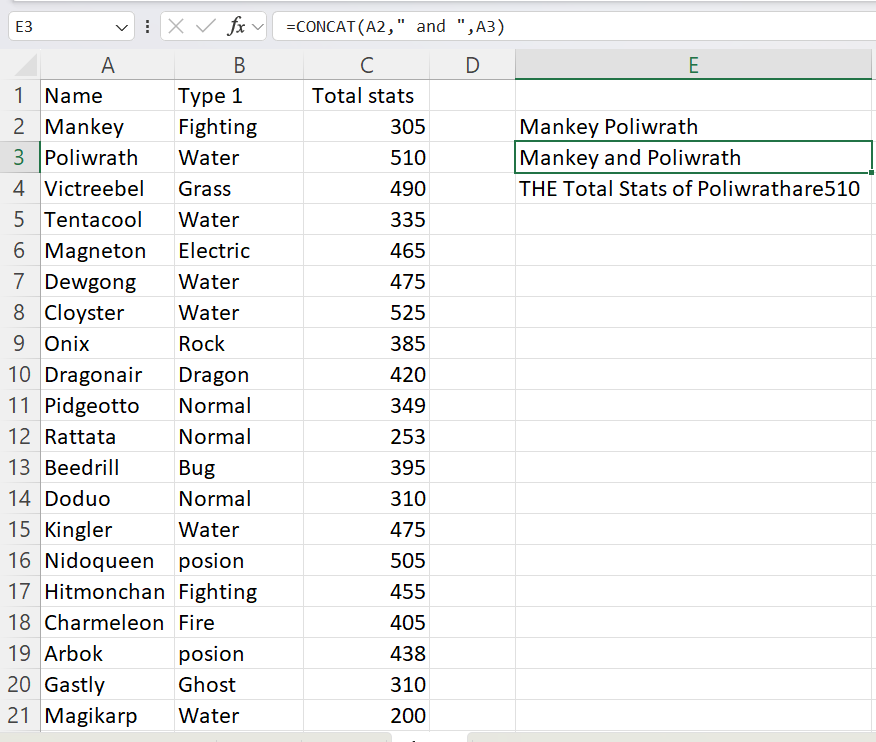 E3 fx =CONCAT(A2," and ",A3)
A B C D E
1 Name Type 1 Total stats
2 Mankey Fighting 305 Mankey Poliwrath
3 Poliwrath Water 510 Mankey and Poliwrath
4 Victreebel Grass 490 THE Total Stats of Poliwrathare510
5 Tentacool Water 335
6 Magneton Electric 465
7 Dewgong Water 475
8 Cloyster Water 525
9 Onix Rock 385
10 Dragonair Dragon 420
11 Pidgeotto Normal 349
12 Rattata Normal 253
13 Beedrill Bug 395
14 Doduo Normal 310
15 Kingler Water 475
16 Nidoqueen posion 505
17 Hitmonchan Fighting 455
18 Charmeleon Fire 405
19 Arbok posion 438
20 Gastly Ghost 310
21 Magikarp Water 200